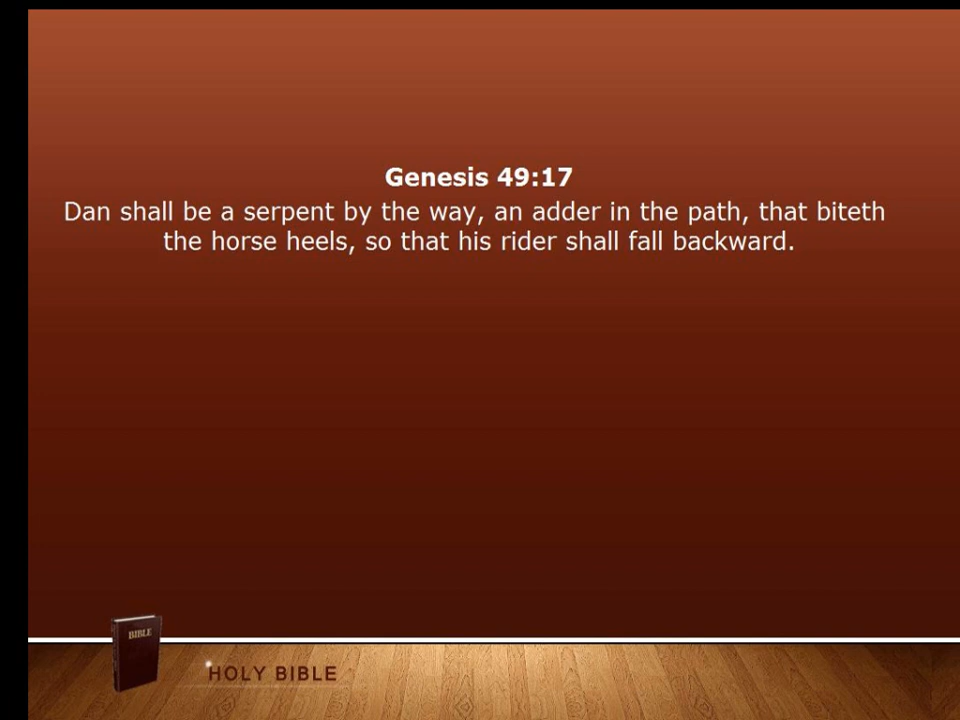 Genesis 49:17
Dan shall be a serpent by the way, an adder in the path, that biteth
the horse heels, so that his rider shall fall backward.
BIBLE
HOLY BIBLE